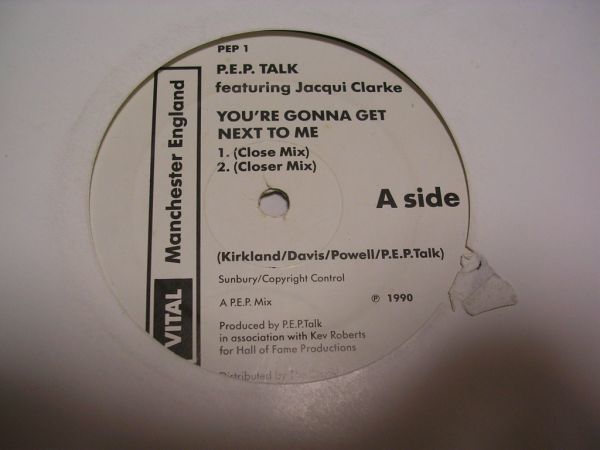 PEP 1
P.E.P. TALK
featuring Jacqui Clarke
YOU'RE GONNA GET
NEXT TO ME
1. (Close Mix)
2. (Closer Mix)
A side
(Kirkland/Davis/Powell/P.E.P.Talk)
Sunbury/Copyright Control
A P.E.P. Mix
℗ 1990
Produced by P.E.P.Talk
in association with Kev Roberts
for Hall of Fame Productions
Distributed by
VITAL Manchester England